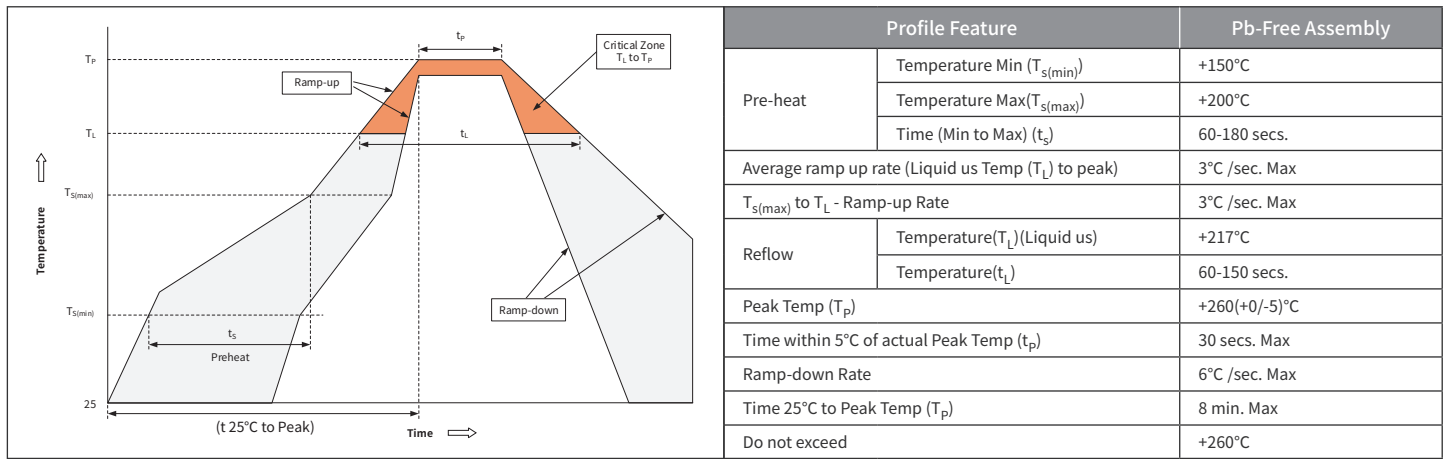 tP
TP
Critical Zone
TL to TP
Ramp-up
TL
tL
TS(max)
Temperature
TS(min)
Ramp-down
tS
Preheat
25
(t 25°C to Peak)
Time
Profile Feature Pb-Free Assembly
Pre-heat
Temperature Min (Ts(min)) +150°C
Temperature Max(Ts(max)) +200°C
Time (Min to Max) (ts) 60-180 secs.
Average ramp up rate (Liquid us Temp (TL) to peak) 3°C /sec. Max
Ts(max) to TL - Ramp-up Rate 3°C /sec. Max
Reflow
Temperature(TL)(Liquid us) +217°C
Temperature(tL) 60-150 secs.
Peak Temp (TP) +260(+0/-5)°C
Time within 5°C of actual Peak Temp (tP) 30 secs. Max
Ramp-down Rate 6°C /sec. Max
Time 25°C to Peak Temp (TP) 8 min. Max
Do not exceed +260°C